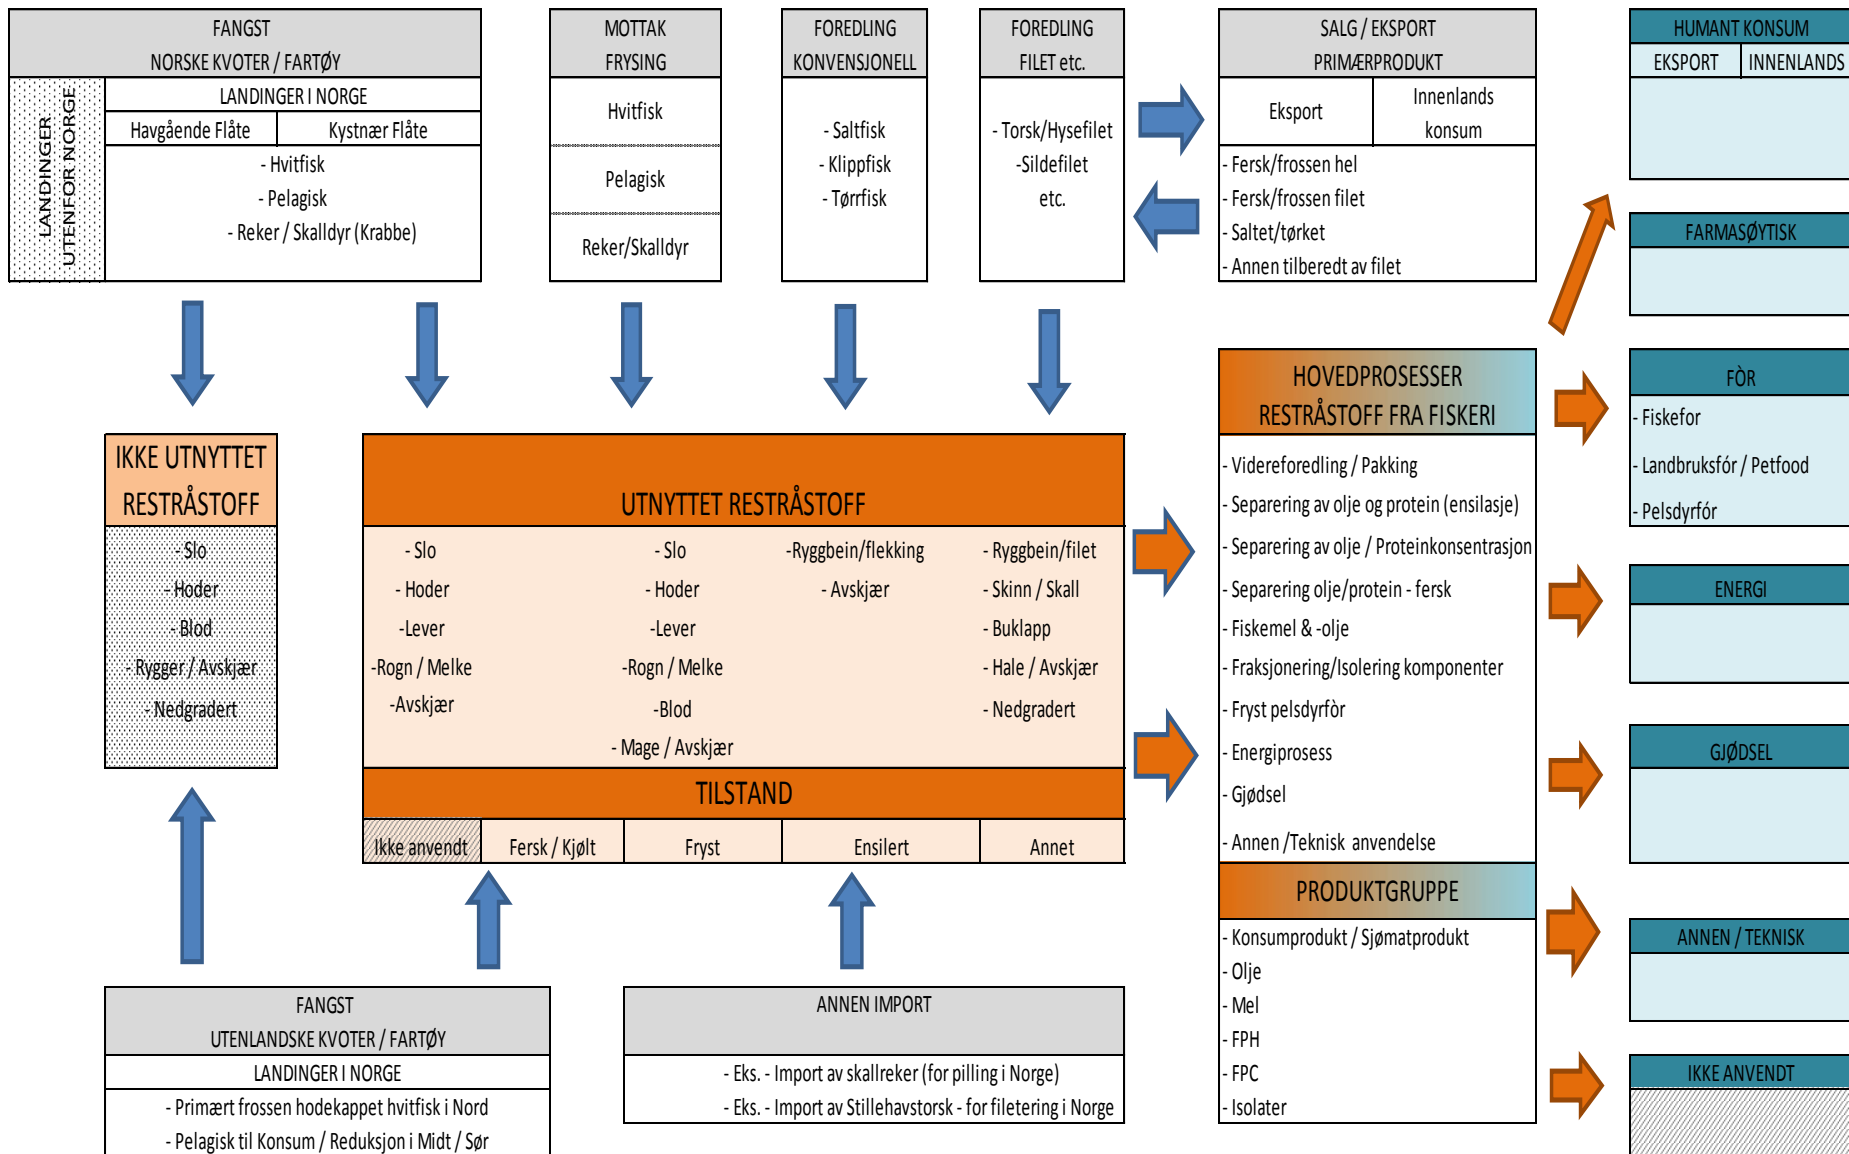 FANGST
NORSKE KVOTER / FARTØY
LANDINGER
UTENFOR NORGE
LANDINGER I NORGE
Havgående Flåte
Kystnær Flåte
- Hvitfisk
- Pelagisk
- Reker / Skalldyr (Krabbe)
MOTTAK
FRYSING
Hvitfisk
Pelagisk
Reker/Skalldyr
FOREDLING
KONVENSJONELL
- Saltfisk
- Klippfisk
- Tørrfisk
FOREDLING
FILET etc.
- Torsk/Hysefilet
-Sildefilet
etc.
SALG / EKSPORT
PRIMÆRPRODUKT
Eksport
Innenlands
konsum
- Fersk/frossen hel
- Fersk/frossen filet
- Saltet/tørket
- Annen tilberedt av filet
HUMANT KONSUM
EKSPORT
INNENLANDS
FARMASØYTISK
FÒR
- Fiskefor
- Landbruksfór / Petfood
- Pelsdyrfór
ENERGI
GJØDSEL
ANNEN / TEKNISK
IKKE ANVENDT
IKKE UTNYTTET
RESTRÅSTOFF
- Slo
- Hoder
- Blod
- Rygger / Avskjær
- Nedgradert
UTNYTTET RESTRÅSTOFF
- Slo
- Hoder
-Lever
-Rogn / Melke
-Avskjær
- Slo
- Hoder
-Lever
-Rogn / Melke
-Blod
- Mage / Avskjær
-Ryggbein/flekking
- Avskjær
- Ryggbein/filet
- Skinn / Skall
- Buklapp
- Hale / Avskjær
- Nedgradert
TILSTAND
Ikke anvendt
Fersk / Kjølt
Fryst
Ensilert
Annet
HOVEDPROSESSER
RESTRÅSTOFF FRA FISKERI
- Videreforedling / Pakking
- Separering av olje og protein (ensilasje)
- Separering av olje / Proteinkonsentrasjon
- Separering olje/protein - fersk
- Fiskemel & -olje
- Fraksjonering/Isolering komponenter
- Fryst pelsdyrfòr
- Energiprosess
- Gjødsel
- Annen /Teknisk anvendelse
PRODUKTGRUPPE
- Konsumprodukt / Sjømatprodukt
- Olje
- Mel
- FPH
- FPC
- Isolater
FANGST
UTENLANDSKE KVOTER / FARTØY
LANDINGER I NORGE
- Primært frossen hodekappet hvitfisk i Nord
- Pelagisk til Konsum / Reduksjon i Midt / Sør
ANNEN IMPORT
- Eks. - Import av skallreker (for pilling i Norge)
- Eks. - Import av Stillehavstorsk - for filetering i Norge